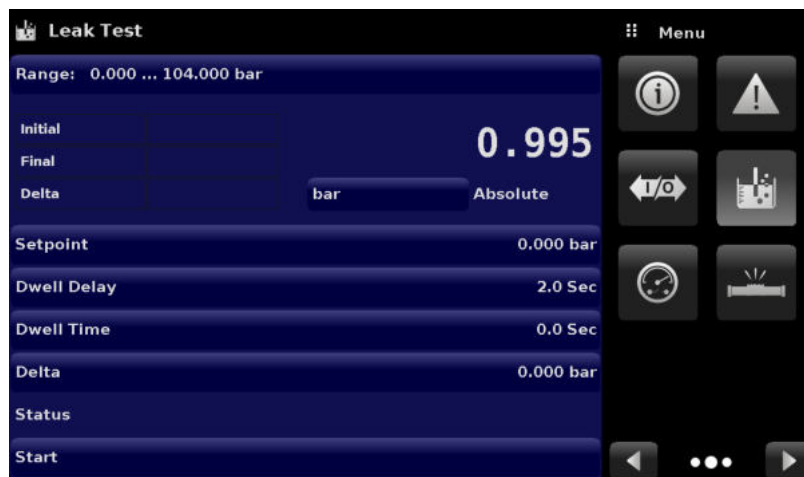 Leak Test
Menu
Range: 0.000 ... 104.000 bar
Initial
0.995
Final
Delta
bar
Absolute
I/O
Setpoint 0.000 bar
Dwell Delay 2.0 Sec
Dwell Time 0.0 Sec
Delta 0.000 bar
Status
Start